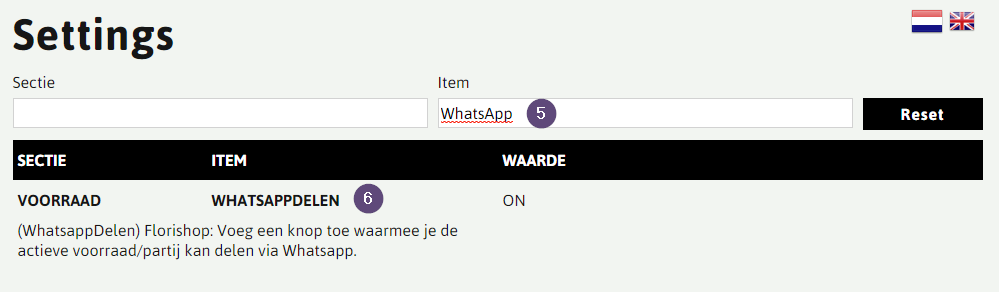 Settings
Sectie Item
WhatsApp 5 Reset
SECTIE ITEM WAARDE
VOORRAAD WHATSAPPDELEN 6 ON
(WhatsappDelen) Florishop: Voeg een knop toe waarmee je de
actieve voorraad/partij kan delen via Whatsapp.